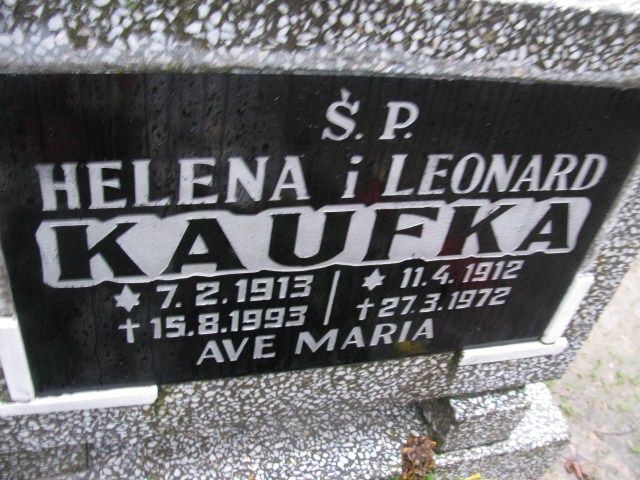 Ś.P.
HELENA i LEONARD
KAUFKA
7.2.1913 11.4.1912
15.8.1993 27.3.1972
AVE MARIA